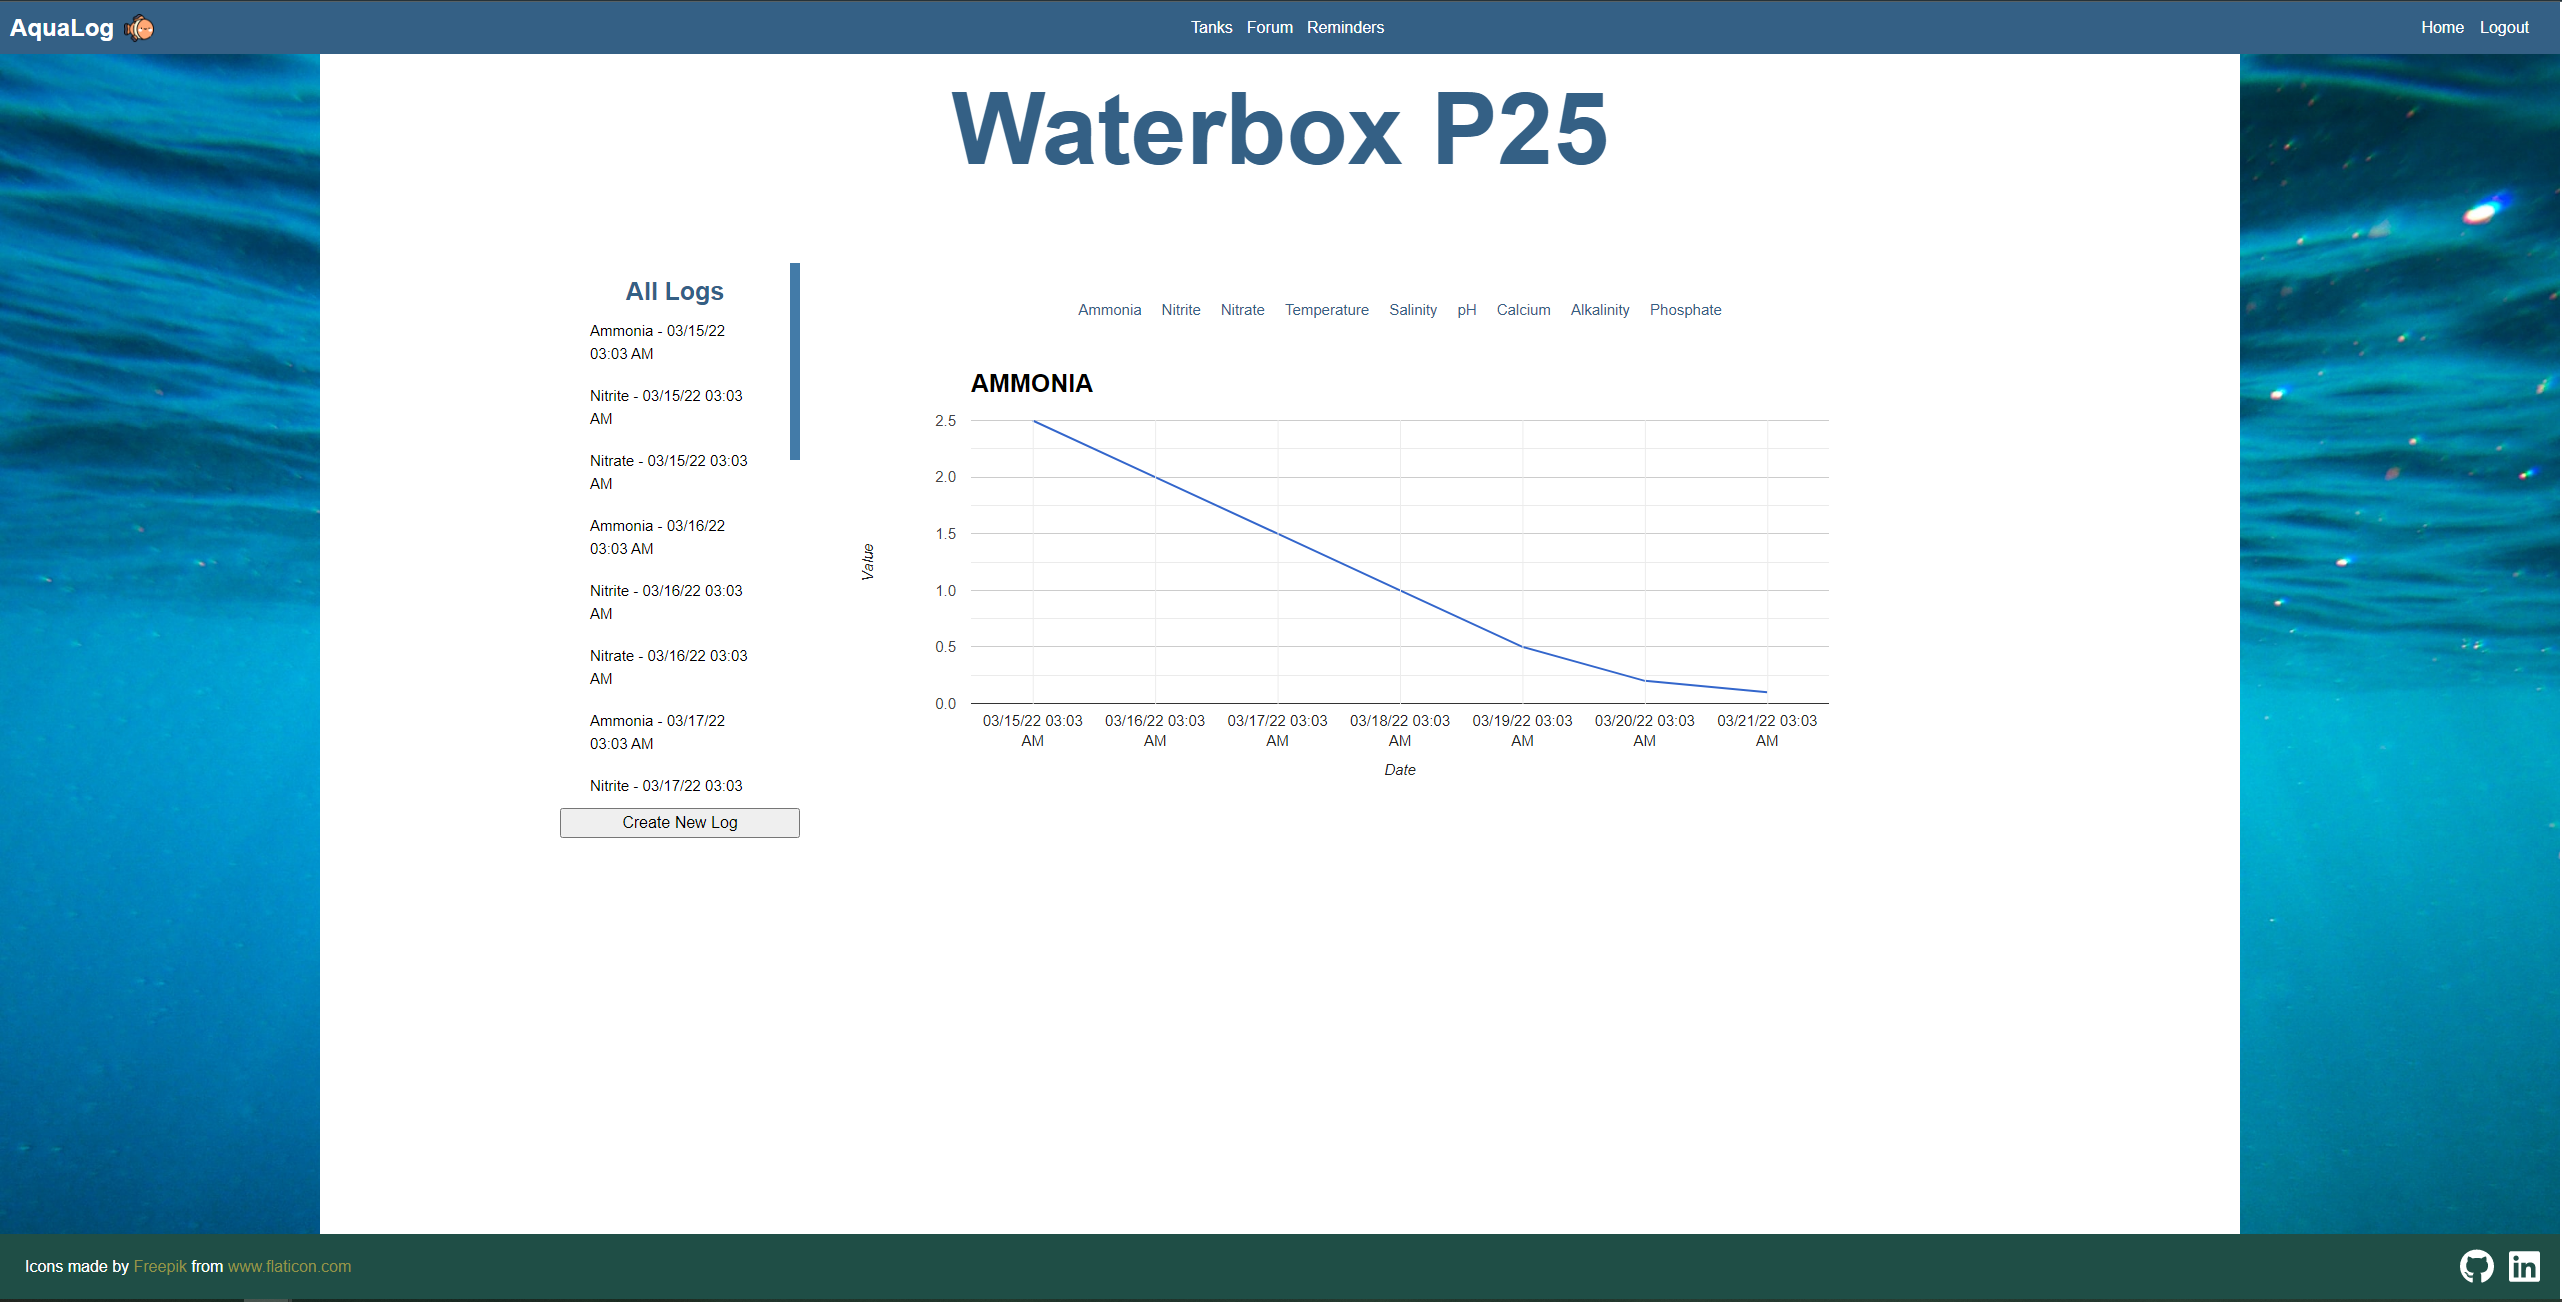 AquaLog
Tanks Forum Reminders
Home Logout
Waterbox P25
All Logs
Ammonia - 03/15/22
03:03 AM
Nitrite - 03/15/22 03:03
AM
Nitrate - 03/15/22 03:03
AM
Ammonia - 03/16/22
03:03 AM
Nitrite - 03/16/22 03:03
AM
Nitrate - 03/16/22 03:03
AM
Ammonia - 03/17/22
03:03 AM
Nitrite - 03/17/22 03:03
Create New Log
Ammonia Nitrite Nitrate Temperature Salinity pH Calcium Alkalinity Phosphate
AMMONIA
2.5
2.0
1.5
1.0
0.5
0.0
Value
03/15/22 03:03 03/16/22 03:03 03/17/22 03:03 03/18/22 03:03 03/19/22 03:03 03/20/22 03:03 03/21/22 03:03
AM AM AM AM AM AM AM
Date
Icons made by Freepik from www.flaticon.com
in